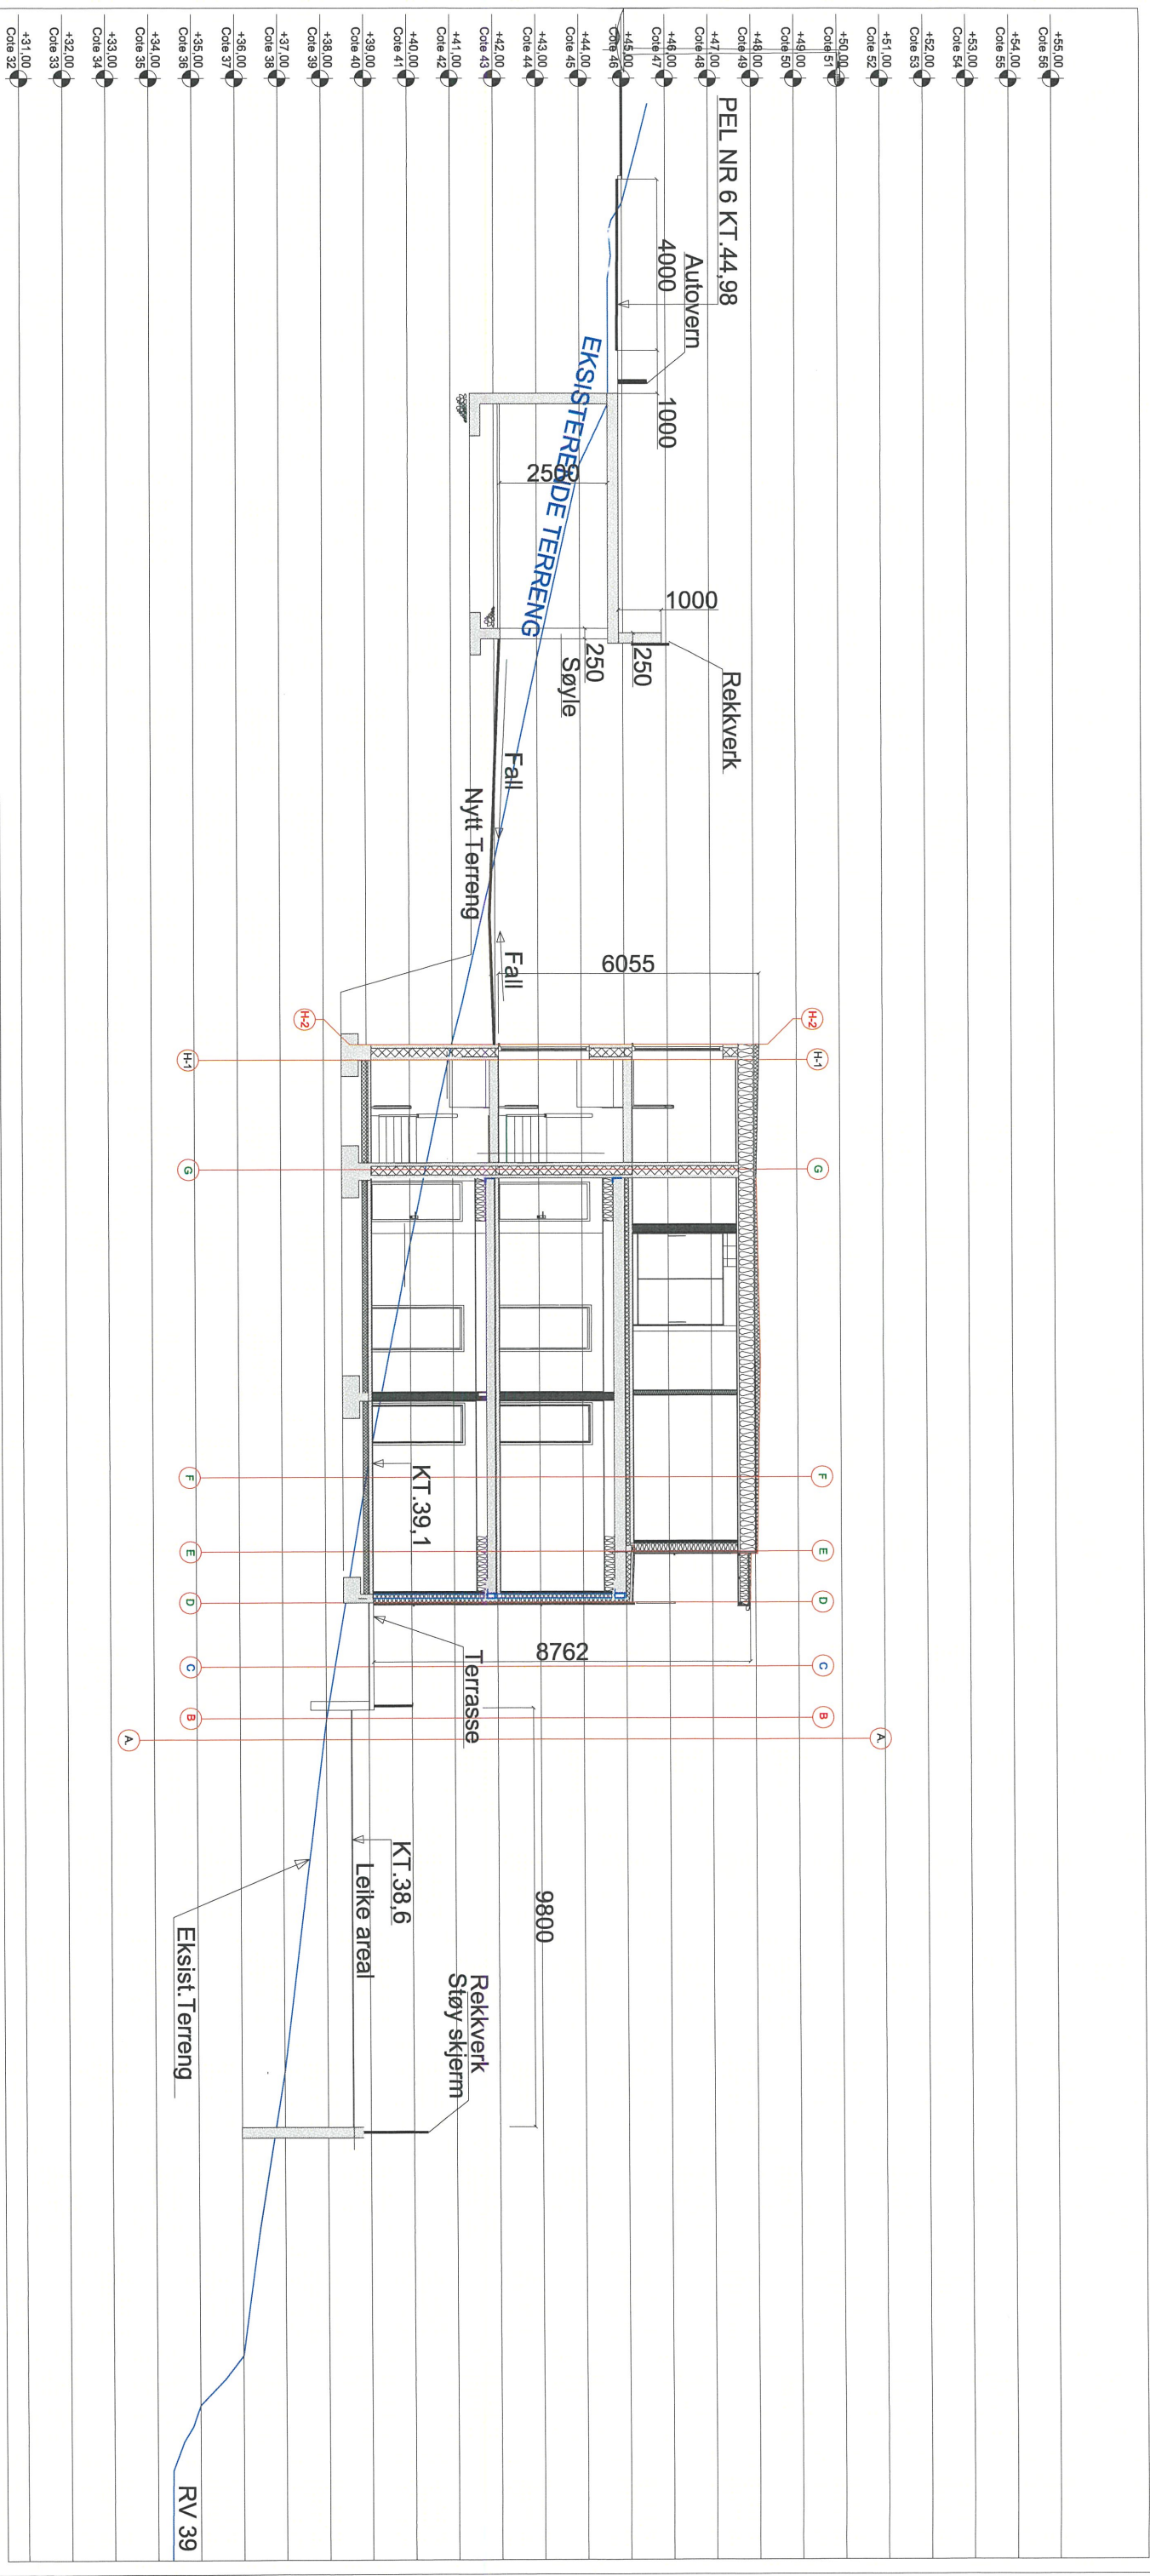 +55,00
Cote 56
+54,00
Cote 55
+53,00
Cote 54
+52,00
Cote 53
+51,00
Cote 52
+50,00
Cote 51
+49,00
Cote 50
+48,00
Cote 49
+47,00
Cote 48
+46,00
Cote 47
+45,00
Cote 46
+44,00
Cote 45
+43,00
Cote 44
+42,00
Cote 43
+41,00
Cote 42
+40,00
Cote 41
+39,00
Cote 40
+38,00
Cote 39
+37,00
Cote 38
+36,00
Cote 37
+35,00
Cote 36
+34,00
Cote 35
+33,00
Cote 34
+32,00
Cote 33
+31,00
Cote 32
PEL NR 6 KT.44,98
Autovern
4000
1000
EKSISTERENDE TERRENG
2500
1000
250
250
Søyle
Rekkverk
Fall
Nytt Terreng
Fall
6055
H-2
H-1
G
F
E
D
C
B
A.
H-2
H-1
G
F
E
D
C
B
A.
KT.39,1
8762
Terrasse
KT.38,6
Leike areal
9800
Rekkverk
Støy skjerm
Eksist.Terreng
RV 39